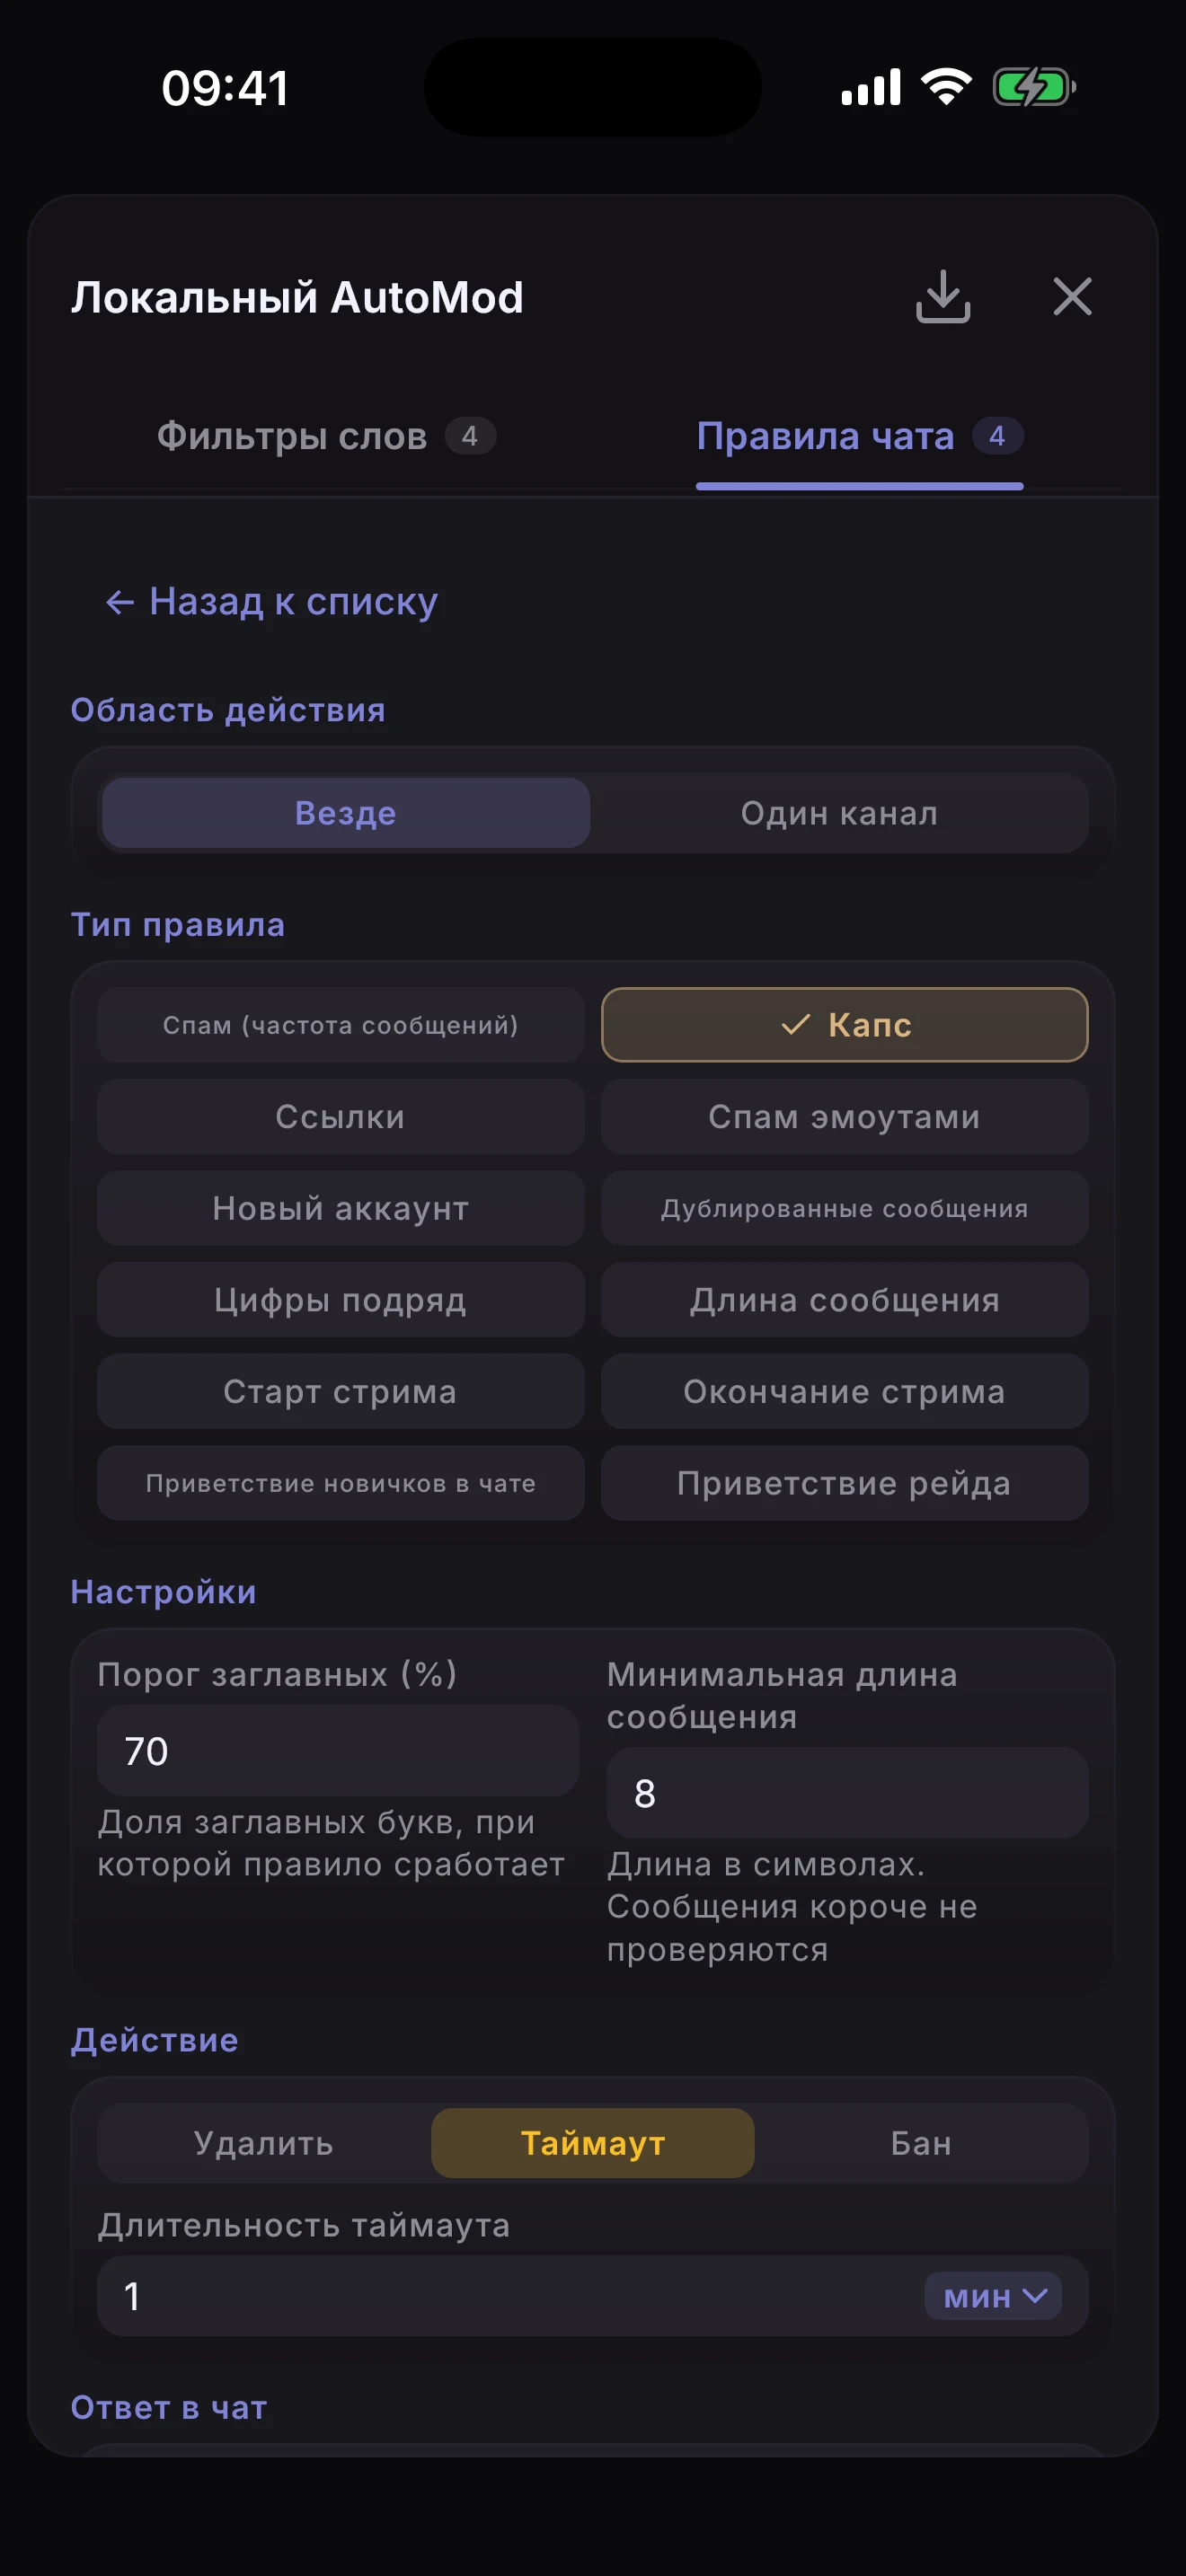 09:41
Локальный AutoMod
Фильтры слов 4
Правила чата 4
← Назад к списку
Область действия
Везде
Один канал
Тип правила
Спам (частота сообщений)
✓ Капс
Ссылки
Спам эмоутами
Новый аккаунт
Дублированные сообщения
Цифры подряд
Длина сообщения
Старт стрима
Окончание стрима
Приветствие новичков в чате
Приветствие рейда
Настройки
Порог заглавных (%)
70
Доля заглавных букв, при
которой правило сработает
Минимальная длина
сообщения
8
Длина в символах.
Сообщения короче не
проверяются
Действие
Удалить
Таймаут
Бан
Длительность таймаута
1
мин
Ответ в чат